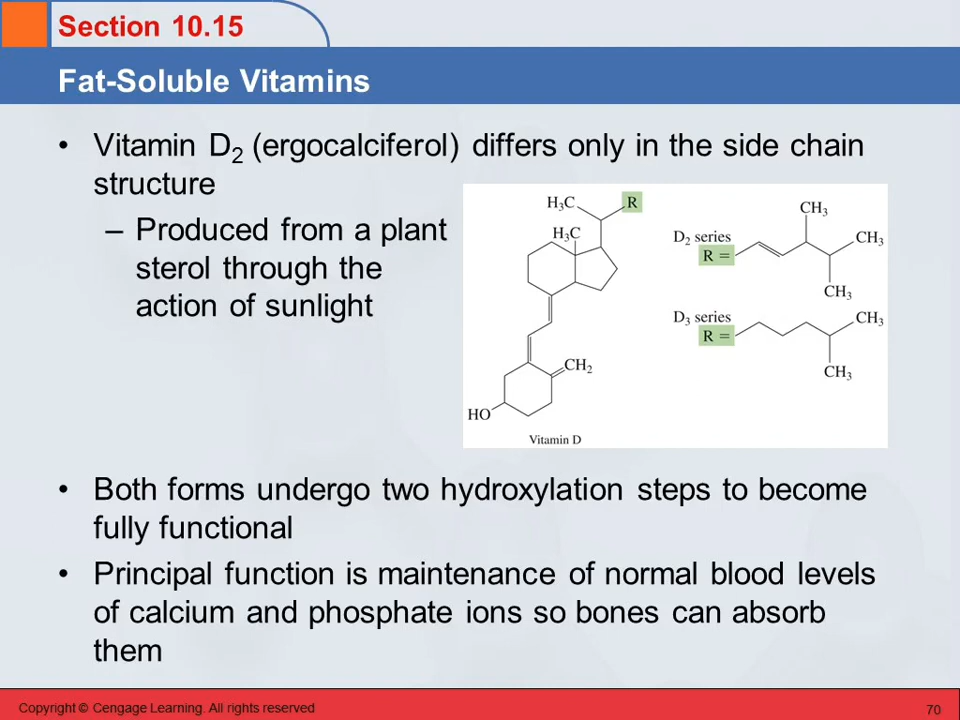 Section 10.15
Fat-Soluble Vitamins
• Vitamin D₂ (ergocalciferol) differs only in the side chain
structure
– Produced from a plant
sterol through the
action of sunlight
H₃C
R
H₃C
CH₂
HO
Vitamin D
CH₃
D₂ series
CH₃
R =
CH₃
D₃ series
CH₃
R =
CH₃
• Both forms undergo two hydroxylation steps to become
fully functional
• Principal function is maintenance of normal blood levels
of calcium and phosphate ions so bones can absorb
them
Copyright © Cengage Learning. All rights reserved
70